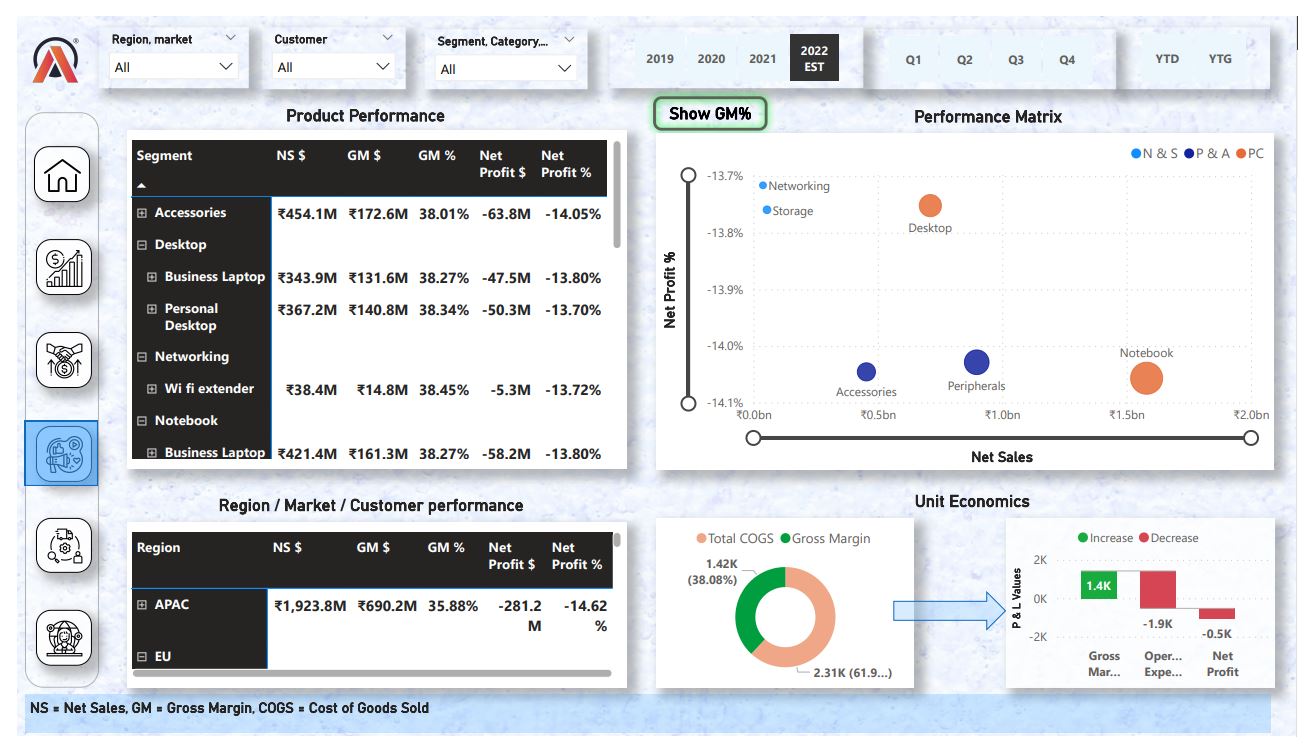 Region, market
All
Customer
All
Segment, Category,...
All
2019 2020 2021 2022 EST
Q1 Q2 Q3 Q4
YTD YTG
Product Performance
Segment NS $ GM $ GM % Net Profit $ Net Profit %
Accessories ₹454.1M ₹172.6M 38.01% -63.8M -14.05%
Desktop
Business Laptop ₹343.9M ₹131.6M 38.27% -47.5M -13.80%
Personal Desktop ₹367.2M ₹140.8M 38.34% -50.3M -13.70%
Networking
Wi fi extender ₹38.4M ₹14.8M 38.45% -5.3M -13.72%
Notebook
Business Laptop ₹421.4M ₹161.3M 38.27% -58.2M -13.80%
Show GM%
Performance Matrix
N & S P & A PC
Net Profit %
-13.7%
-13.8%
-13.9%
-14.0%
-14.1%
Networking
Storage
Desktop
Accessories
Peripherals
Notebook
₹0.0bn ₹0.5bn ₹1.0bn ₹1.5bn ₹2.0bn
Net Sales
Region / Market / Customer performance
Region NS $ GM $ GM % Net Profit $ Net Profit %
APAC ₹1,923.8M ₹690.2M 35.88% -281.2 M -14.62 %
EU
Unit Economics
Total COGS Gross Margin
1.42K
(38.08%)
2.31K (61.9...)
Increase Decrease
P & L Values
2K
0K
-2K
1.4K
-1.9K
-0.5K
Gross Mar... Oper... Expe... Net Profit
NS = Net Sales, GM = Gross Margin, COGS = Cost of Goods Sold